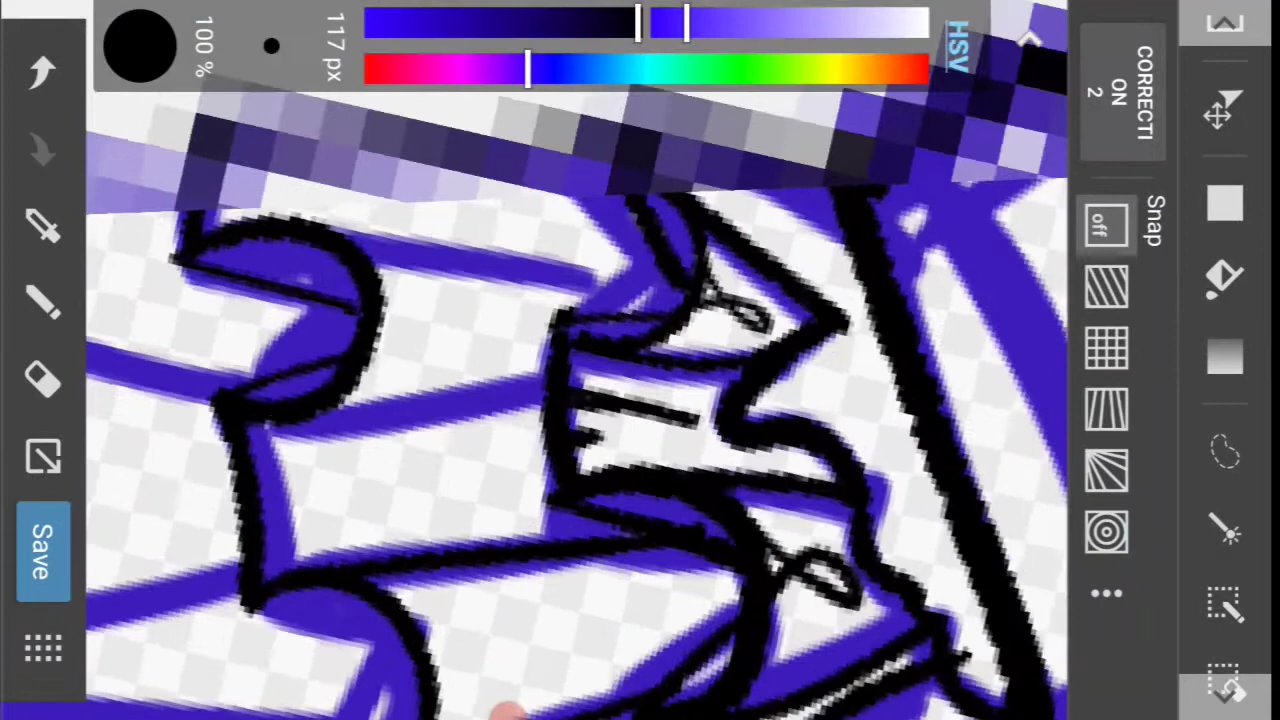 CORRECTI
ON
2
Snap
off
HSV
117 px
100 %
Save